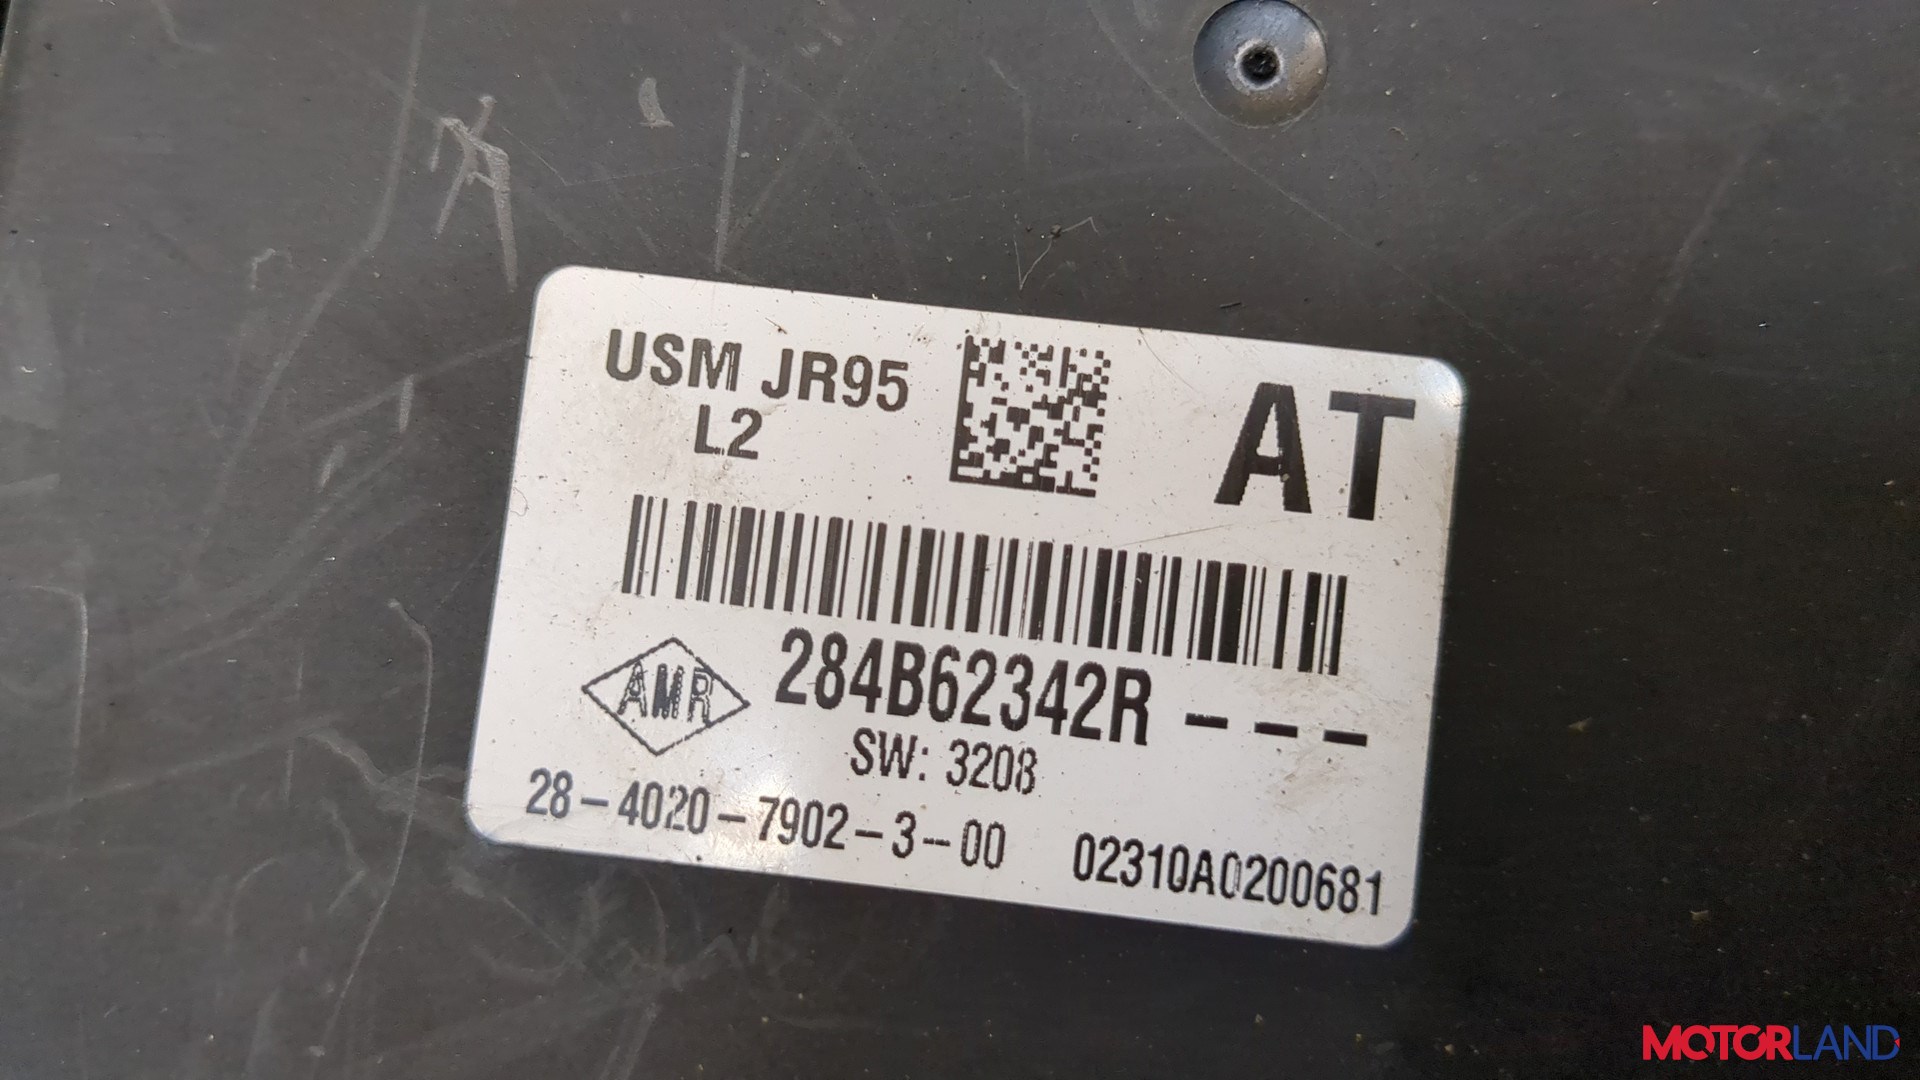 USM JR95
L2
AT
AMR
284B62342R - - -
SW: 3208
28-4020-7902-3-00 02310A0200681
MOTORLAND